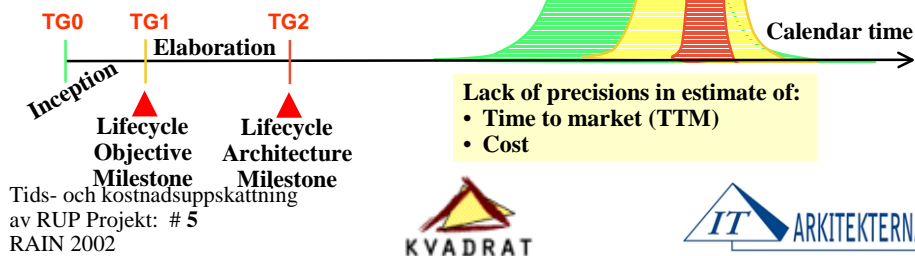 TG0 TG1 TG2
Calendar time
Elaboration
Inception
Lifecycle
Objective
Milestone
Lifecycle
Architecture
Milestone
Lack of precisions in estimate of:
• Time to market (TTM)
• Cost
Tids- och kostnadsuppskattning
av RUP Projekt: # 5
RAIN 2002
KVADRAT
IT ARKITEKTERNA